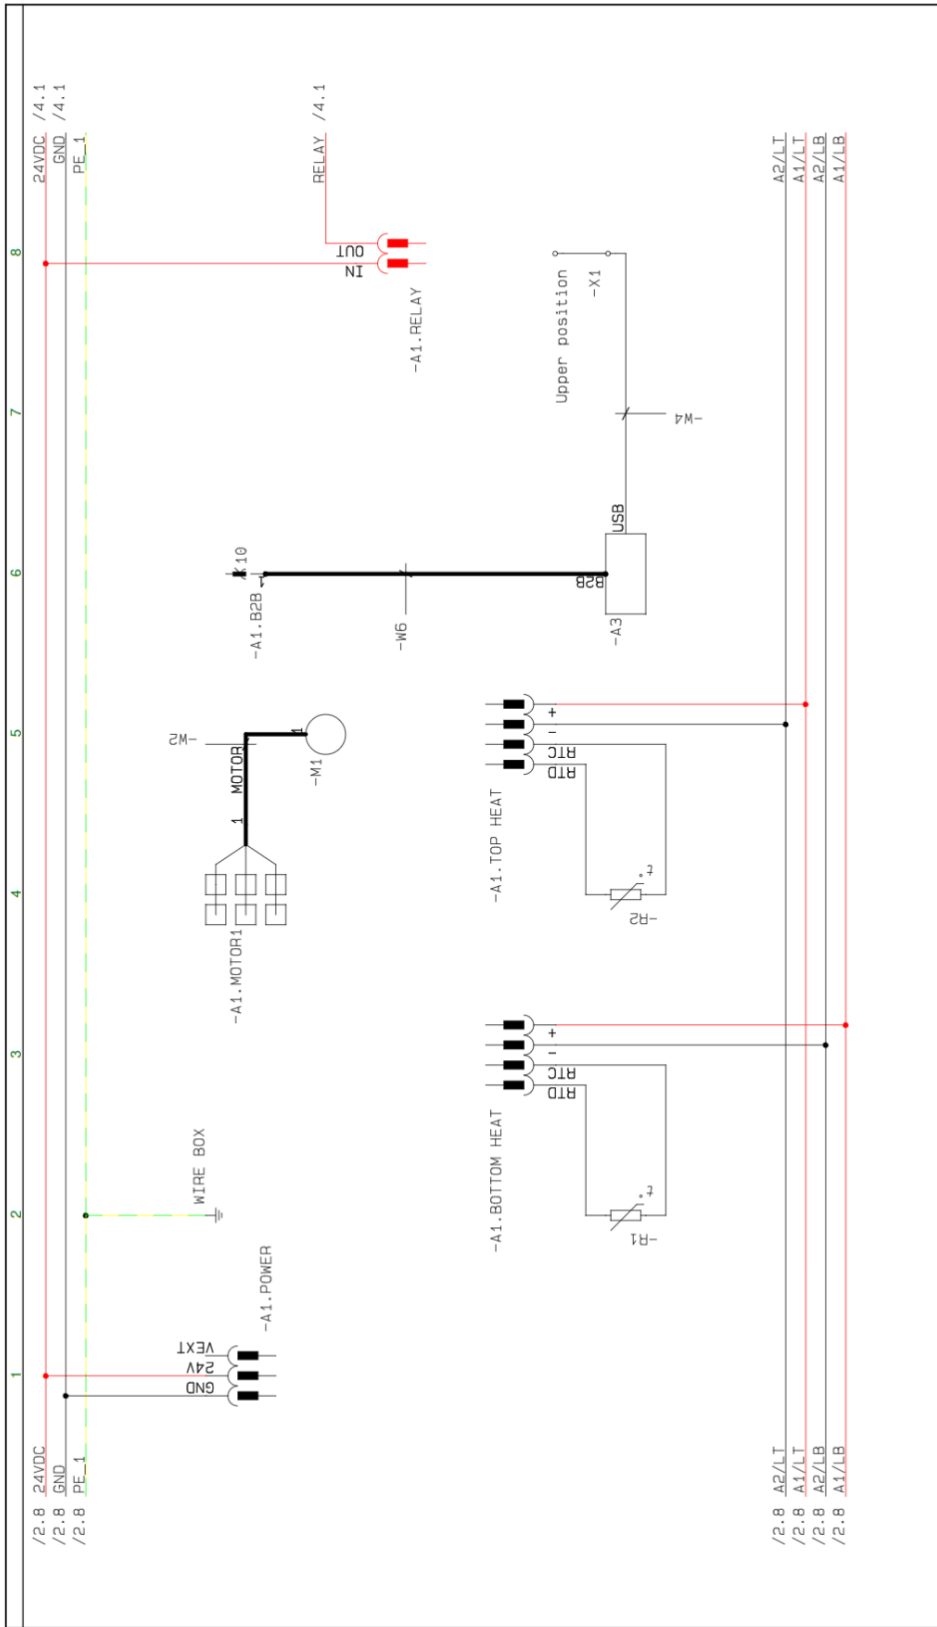 1
2
3
4
5
6
7
8
/2.8 24VDC
24VDC /4.1
/2.8 GND
GND /4.1
/2.8 PE_1
PE_1
GND
24V
VEXT
-A1.POWER
WIRE BOX
-A1.MOTOR1
1
MOTOR
-W2
1
-M1
-A1.B2B
1
X10
-W6
B2B
-A3
USB
-W4
Upper position
-X1
IN
OUT
-A1.RELAY
RELAY /4.1
-A1.BOTTOM HEAT
RTD
RTC
-
+
-R1
t°
-A1.TOP HEAT
RTD
RTC
-
+
-R2
t°
/2.8 A2/LT
A2/LT
/2.8 A1/LT
A1/LT
/2.8 A2/LB
A2/LB
/2.8 A1/LB
A1/LB